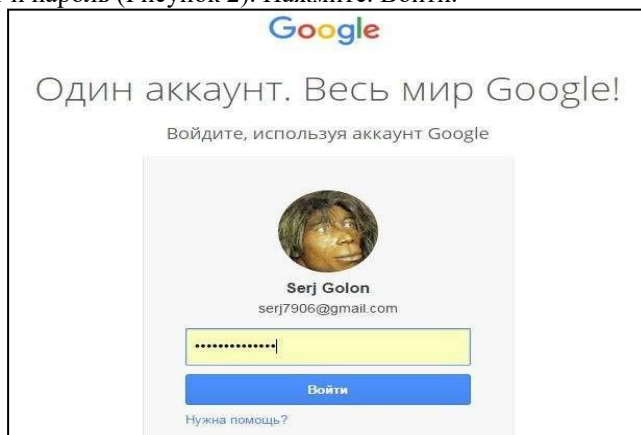 и пароль (Рисунок 2). Нажмите: Войти.
Google
Один аккаунт. Весь мир Google!
Войдите, используя аккаунт Google
Serj Golon
serj7906@gmail.com
••••••••••••••
Войти
Нужна помощь?